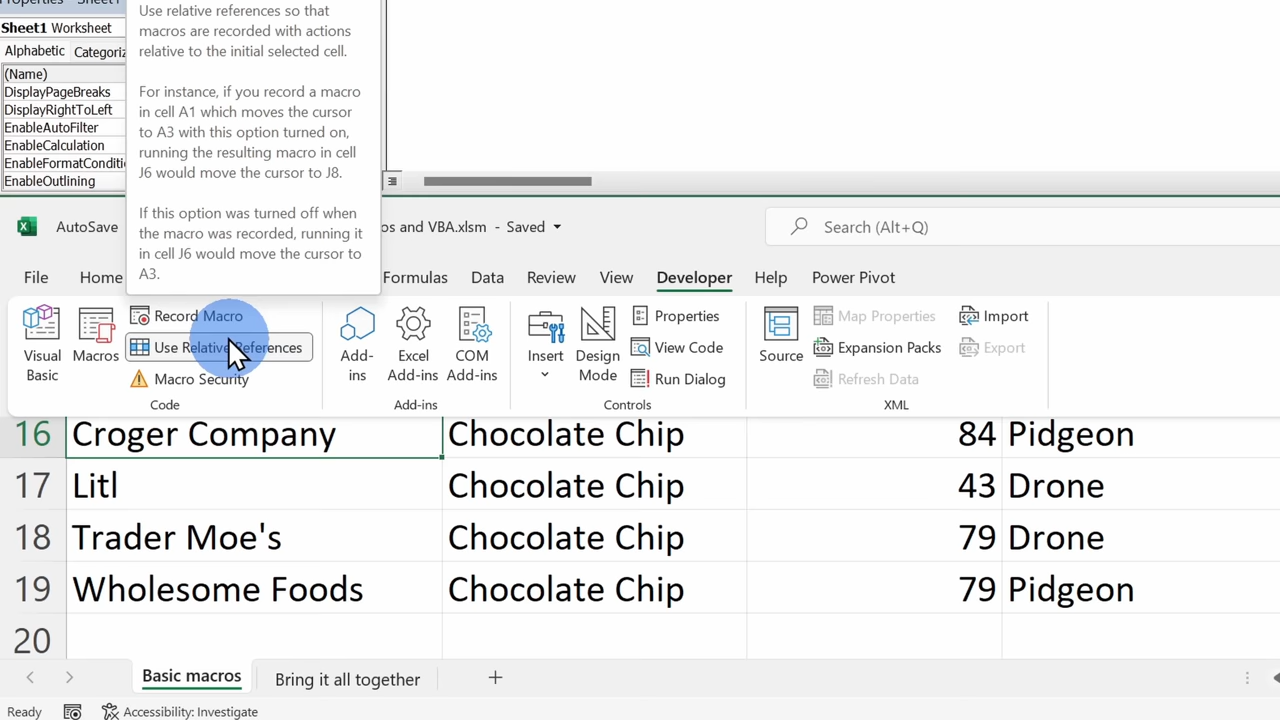 Properties - Sheet1
Sheet1 Worksheet
Alphabetic Categoriz
(Name)
DisplayPageBreaks
DisplayRightToLeft
EnableAutoFilter
EnableCalculation
EnableFormatConditi
EnableOutlining
Use relative references so that
macros are recorded with actions
relative to the initial selected cell.
For instance, if you record a macro
in cell A1 which moves the cursor
to A3 with this option turned on,
running the resulting macro in cell
J6 would move the cursor to J8.
If this option was turned off when
the macro was recorded, running it
in cell J6 would move the cursor to
A3.
AutoSave
os and VBA.xlsm - Saved
Search (Alt+Q)
File Home Formulas Data Review View Developer Help Power Pivot
Visual
Basic
Macros
Record Macro
Use Relative References
Macro Security
Code
Add-
ins
Excel
Add-ins
COM
Add-ins
Add-ins
Insert
Design
Mode
Properties
View Code
Run Dialog
Controls
Source
Map Properties
Expansion Packs
Refresh Data
Import
Export
XML
16 Croger Company Chocolate Chip 84 Pidgeon
17 Litl Chocolate Chip 43 Drone
18 Trader Moe's Chocolate Chip 79 Drone
19 Wholesome Foods Chocolate Chip 79 Pidgeon
20
Basic macros Bring it all together
Ready Accessibility: Investigate